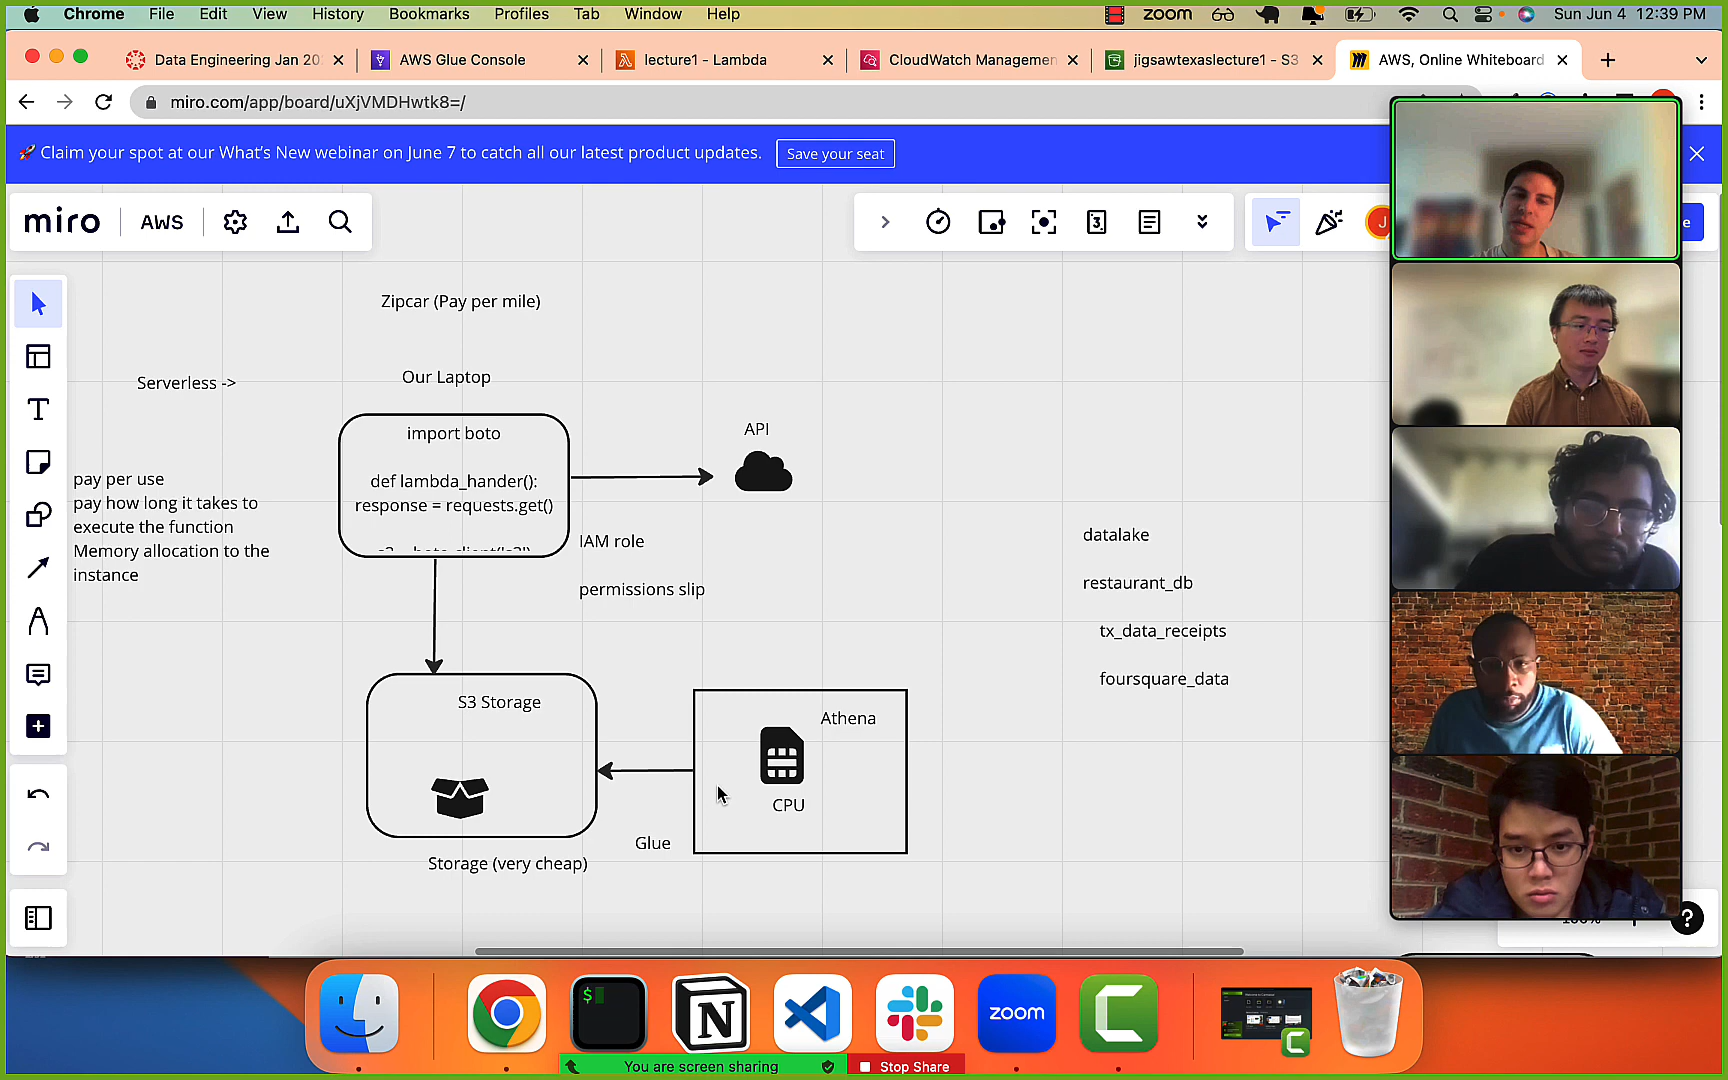 Chrome File Edit View History Bookmarks Profiles Tab Window Help
zoom
Sun Jun 4 12:39 PM
Data Engineering Jan 20
AWS Glue Console
lecture1 - Lambda
CloudWatch Managemen
jigsawtexaslecture1 - S3
AWS, Online Whiteboard
miro.com/app/board/uXjVMDHwtk8=/
Claim your spot at our What's New webinar on June 7 to catch all our latest product updates.
Save your seat
miro
AWS
3
J
e
Zipcar (Pay per mile)
Serverless ->
Our Laptop
import boto
def lambda_hander():
response = requests.get()
API
pay per use
pay how long it takes to
execute the function
Memory allocation to the
instance
IAM role
permissions slip
datalake
restaurant_db
tx_data_receipts
foursquare_data
S3 Storage
Athena
CPU
Glue
Storage (very cheap)
?
$
N
zoom
C
C
You are screen sharing
Stop Share